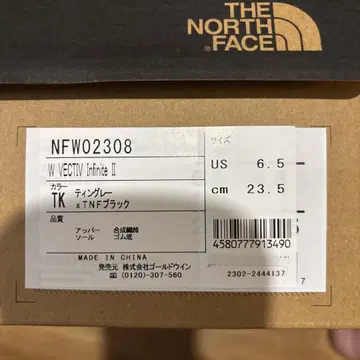 THE
NORTH
FACE
NFW02308
W VECTIV Infinite II
カラー
TK ティングレー
xTNFブラック
品質
アッパー 合成繊維
ソール ゴム底
MADE IN CHINA
発売元 株式会社ゴールドウイン
(0120)-307-560
サイズ
US 6.5
cm 23.5
4580777913490
2302-2444137
7